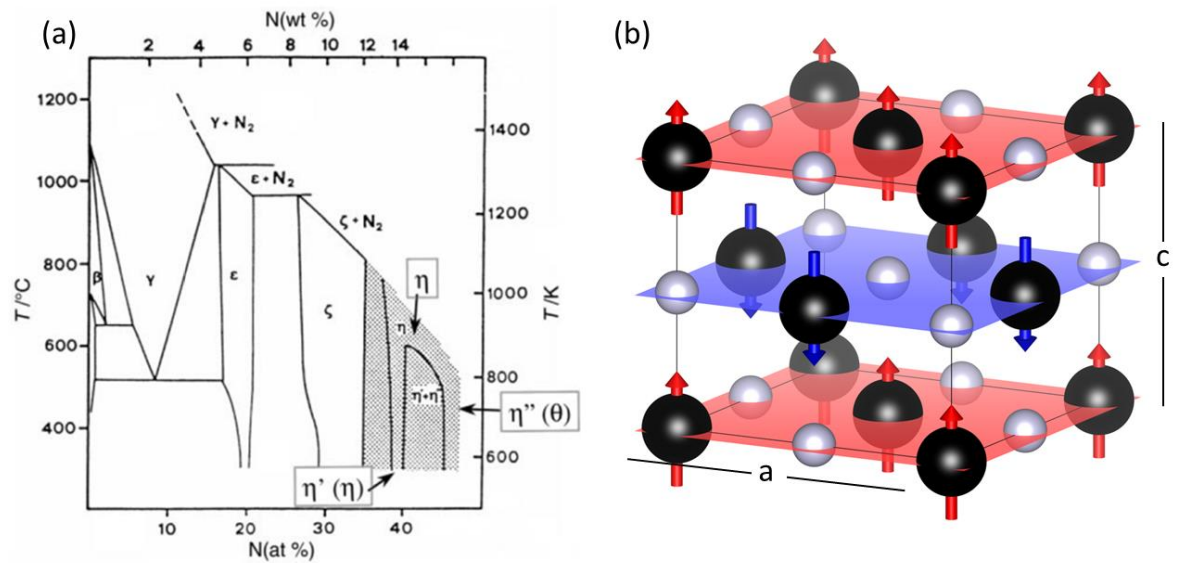 (a)
N(wt %)
2 4 6 8 10 12 14
1200
1000
800
600
400
T/°C
1400
1200
1000
800
600
T/K
γ + N₂
ε + N₂
ζ + N₂
β
γ
ε
ζ
η
η
η'+η"
η" (θ)
η' (η)
10 20 30 40
N(at %)
(b)
c
a